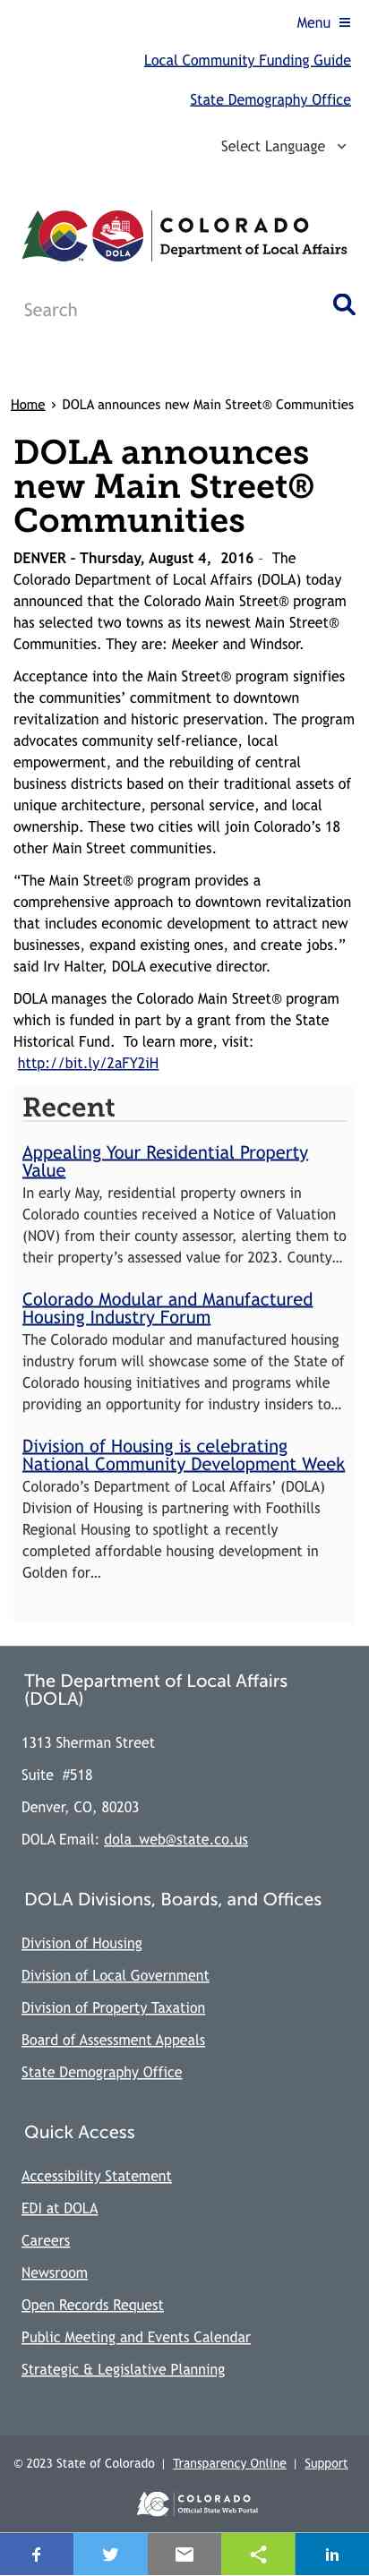 Menu
Local Community Funding Guide
State Demography Office
Select Language
DOLA
TM
COLORADO
Department of Local Affairs
Search
Home › DOLA announces new Main Street® Communities
DOLA announces
new Main Street®
Communities
DENVER - Thursday, August 4, 2016 - The
Colorado Department of Local Affairs (DOLA) today
announced that the Colorado Main Street® program
has selected two towns as its newest Main Street®
Communities. They are: Meeker and Windsor.
Acceptance into the Main Street® program signifies
the communities’ commitment to downtown
revitalization and historic preservation. The program
advocates community self-reliance, local
empowerment, and the rebuilding of central
business districts based on their traditional assets of
unique architecture, personal service, and local
ownership. These two cities will join Colorado’s 18
other Main Street communities.
“The Main Street® program provides a
comprehensive approach to downtown revitalization
that includes economic development to attract new
businesses, expand existing ones, and create jobs.”
said Irv Halter, DOLA executive director.
DOLA manages the Colorado Main Street® program
which is funded in part by a grant from the State
Historical Fund. To learn more, visit:
http://bit.ly/2aFY2iH
Recent
Appealing Your Residential Property
Value
In early May, residential property owners in
Colorado counties received a Notice of Valuation
(NOV) from their county assessor, alerting them to
their property’s assessed value for 2023. County...
Colorado Modular and Manufactured
Housing Industry Forum
The Colorado modular and manufactured housing
industry forum will showcase some of the State of
Colorado housing initiatives and programs while
providing an opportunity for industry insiders to...
Division of Housing is celebrating
National Community Development Week
Colorado’s Department of Local Affairs’ (DOLA)
Division of Housing is partnering with Foothills
Regional Housing to spotlight a recently
completed affordable housing development in
Golden for...
The Department of Local Affairs
(DOLA)
1313 Sherman Street
Suite #518
Denver, CO, 80203
DOLA Email: dola_web@state.co.us
DOLA Divisions, Boards, and Offices
Division of Housing
Division of Local Government
Division of Property Taxation
Board of Assessment Appeals
State Demography Office
Quick Access
Accessibility Statement
EDI at DOLA
Careers
Newsroom
Open Records Request
Public Meeting and Events Calendar
Strategic & Legislative Planning
© 2023 State of Colorado | Transparency Online | Support
COLORADO
Official State Web Portal